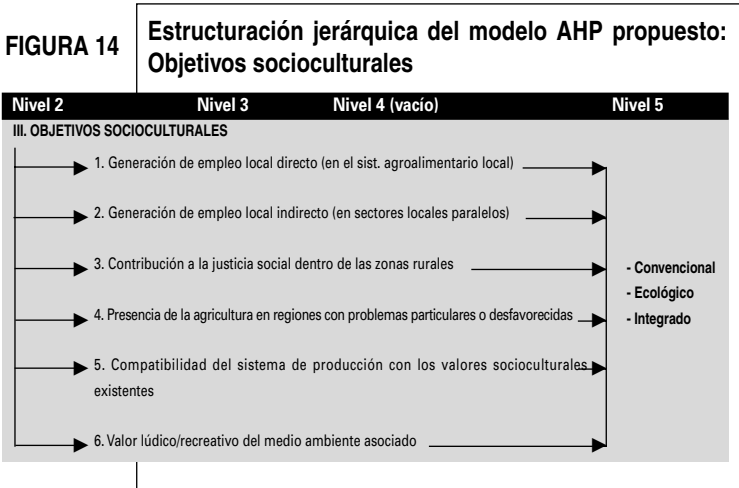 FIGURA 14
Estructuración jerárquica del modelo AHP propuesto:
Objetivos socioculturales
Nivel 2 Nivel 3 Nivel 4 (vacío) Nivel 5
III. OBJETIVOS SOCIOCULTURALES
1. Generación de empleo local directo (en el sist. agroalimentario local)
2. Generación de empleo local indirecto (en sectores locales paralelos)
3. Contribución a la justicia social dentro de las zonas rurales
4. Presencia de la agricultura en regiones con problemas particulares o desfavorecidas
5. Compatibilidad del sistema de producción con los valores socioculturales
existentes
6. Valor lúdico/recreativo del medio ambiente asociado
- Convencional
- Ecológico
- Integrado